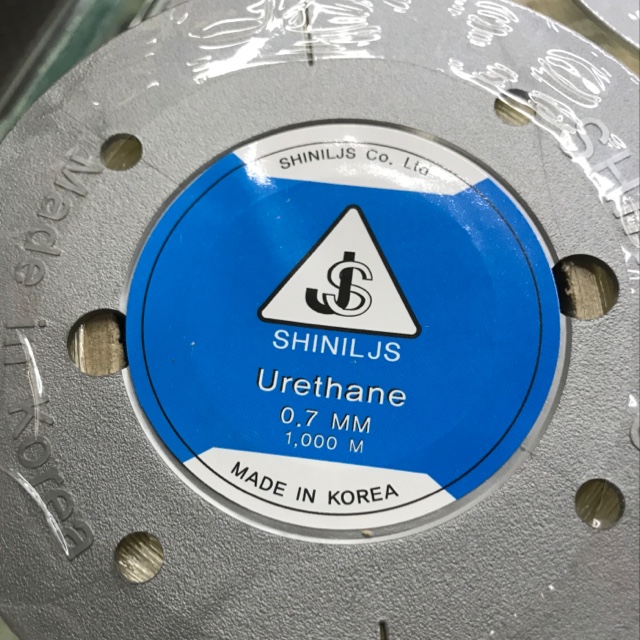 SHINILJS Co. Ltd
JS
SHINILJS
Urethane
0.7 MM
1,000 M
MADE IN KOREA
Made in Korea